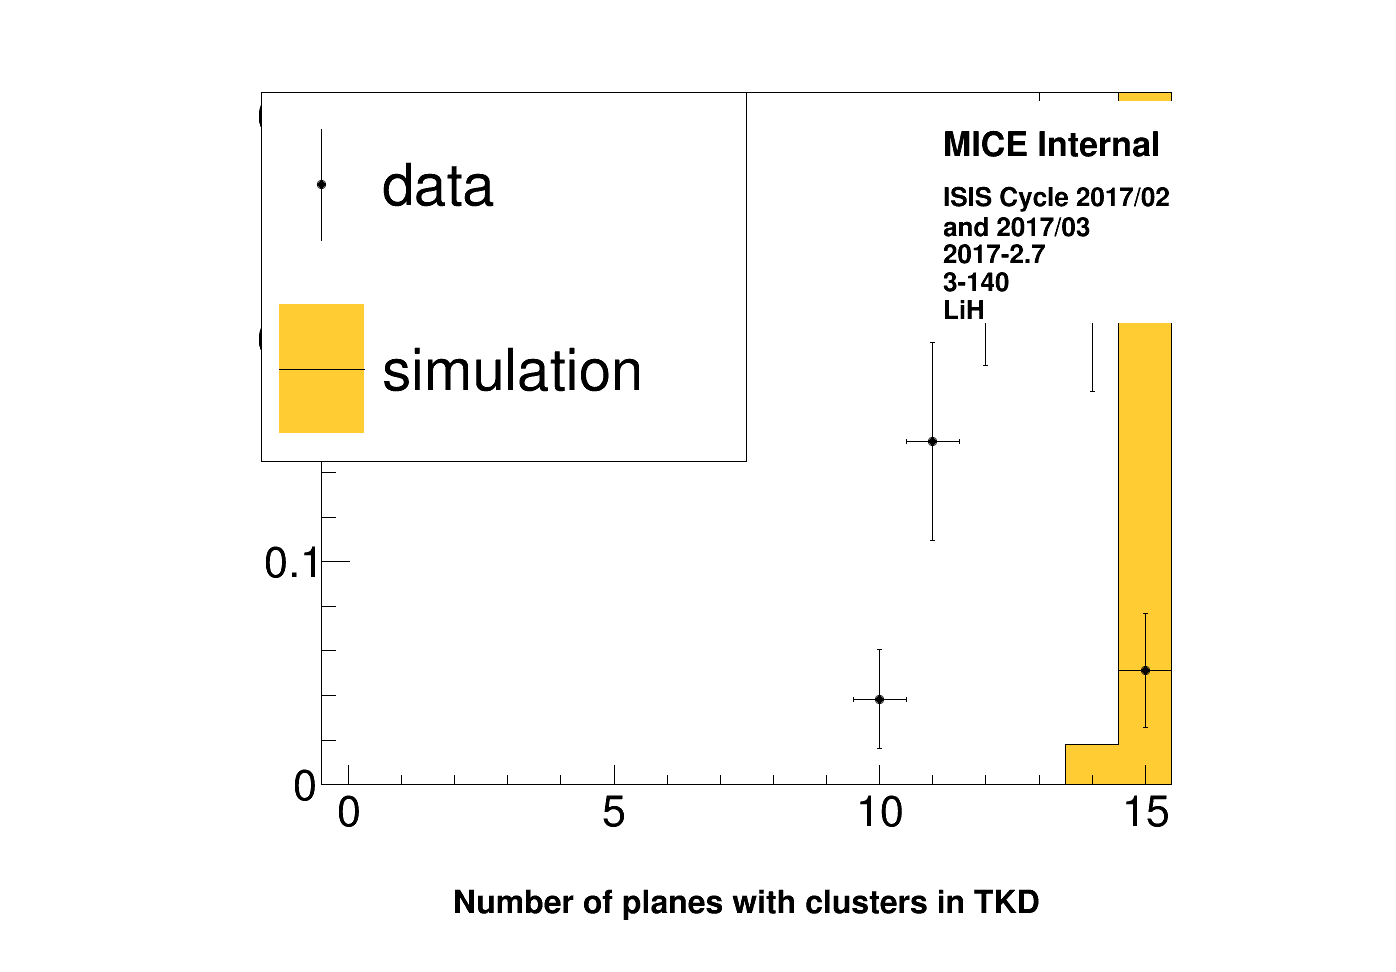 data
simulation
MICE Internal
ISIS Cycle 2017/02
and 2017/03
2017-2.7
3-140
LiH
0.1
0
0 5 10 15
Number of planes with clusters in TKD